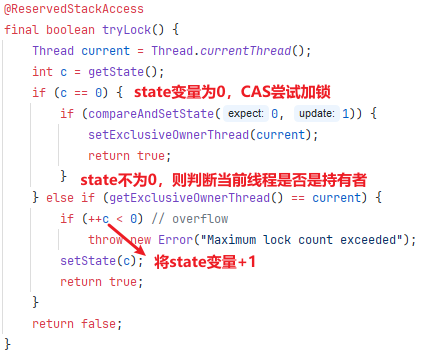 @ReservedStackAccess
final boolean tryLock() {
Thread current = Thread.currentThread();
int c = getState();
if (c == 0) { state变量为0，CAS尝试加锁
if (compareAndSetState( expect: 0, update: 1)) {
setExclusiveOwnerThread(current);
return true;
}
state不为0，则判断当前线程是否是持有者
} else if (getExclusiveOwnerThread() == current) {
if (++c < 0) // overflow
throw new Error("Maximum lock count exceeded");
setState(c); 将state变量+1
return true;
}
return false;
}